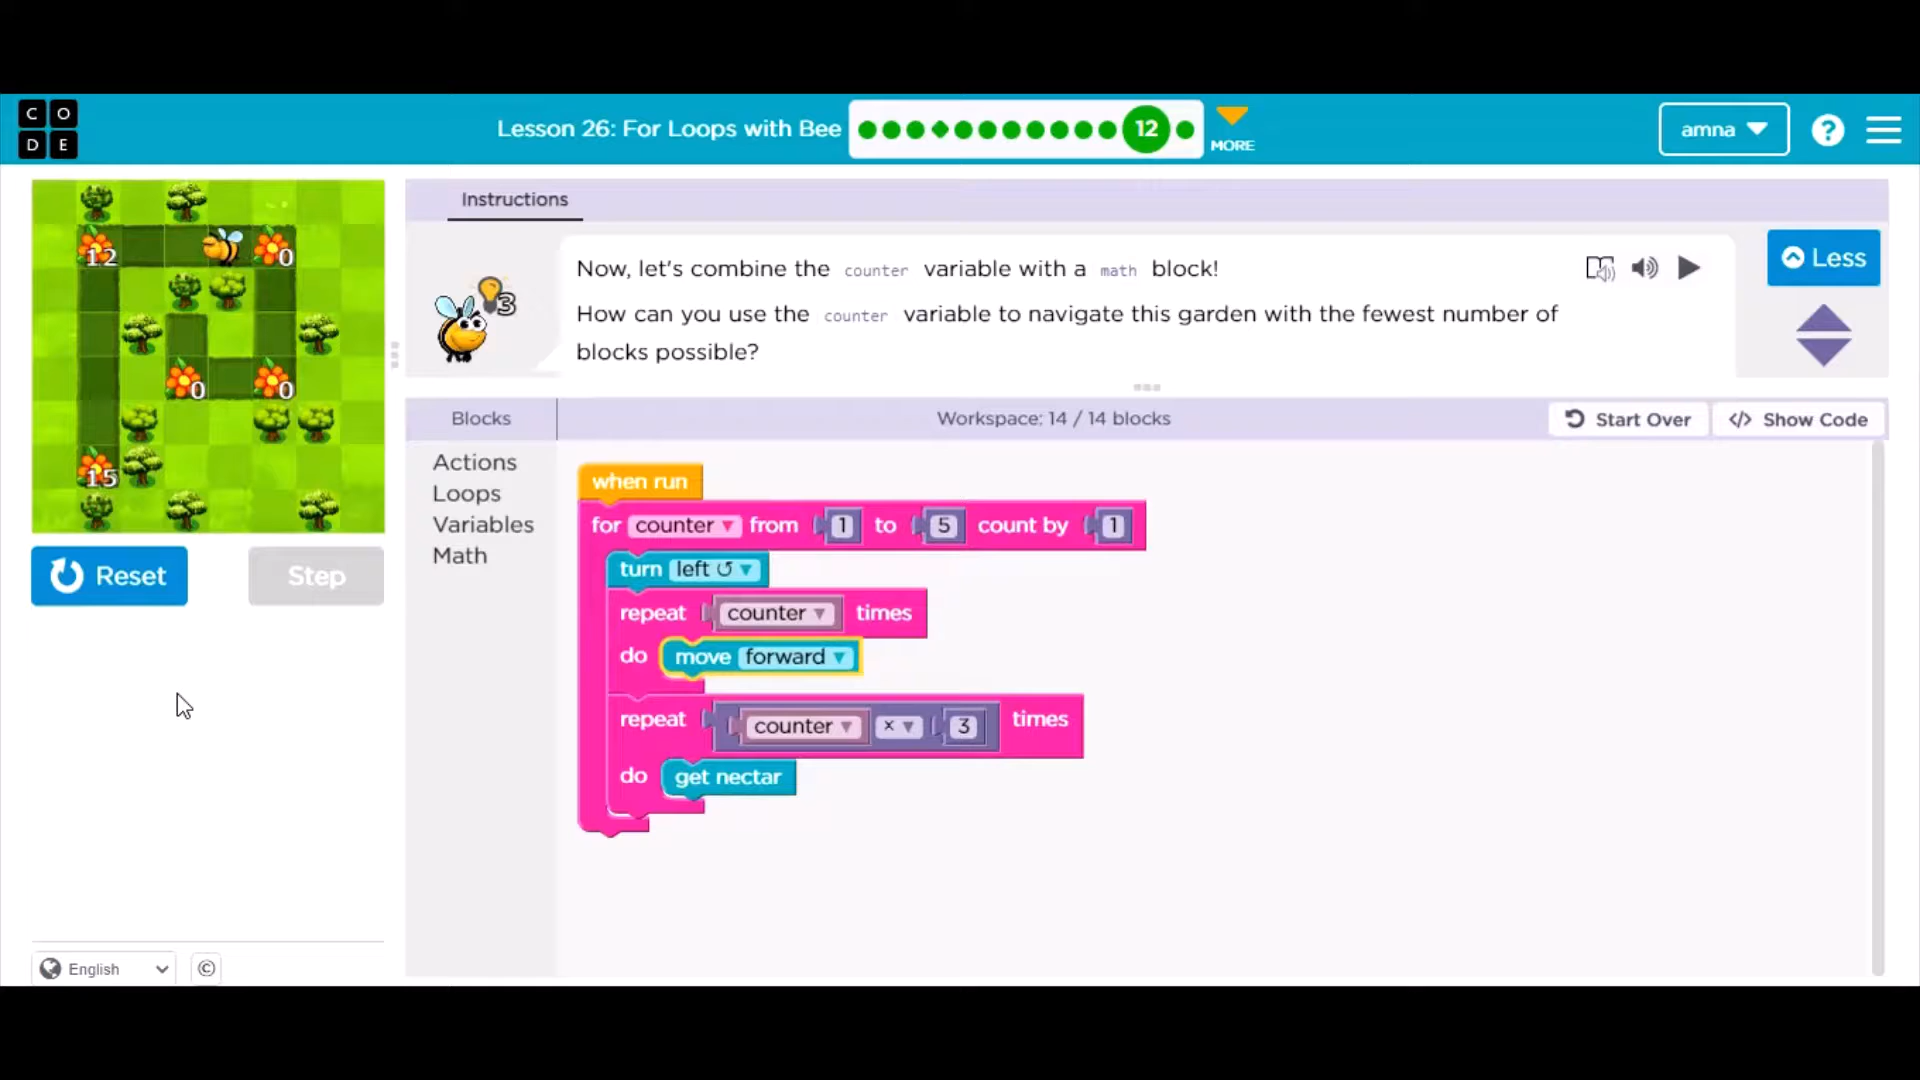 C O
D E
Lesson 26: For Loops with Bee
12
MORE
amna
?
12
0
0
0
15
Reset
Step
English
©
Instructions
3
Now, let's combine the counter variable with a math block!
How can you use the counter variable to navigate this garden with the fewest number of
blocks possible?
Less
Blocks
Workspace: 14 / 14 blocks
Start Over
</> Show Code
Actions
Loops
Variables
Math
when run
for counter from 1 to 5 count by 1
turn left ↺
repeat counter times
do move forward
repeat counter × 3 times
do get nectar